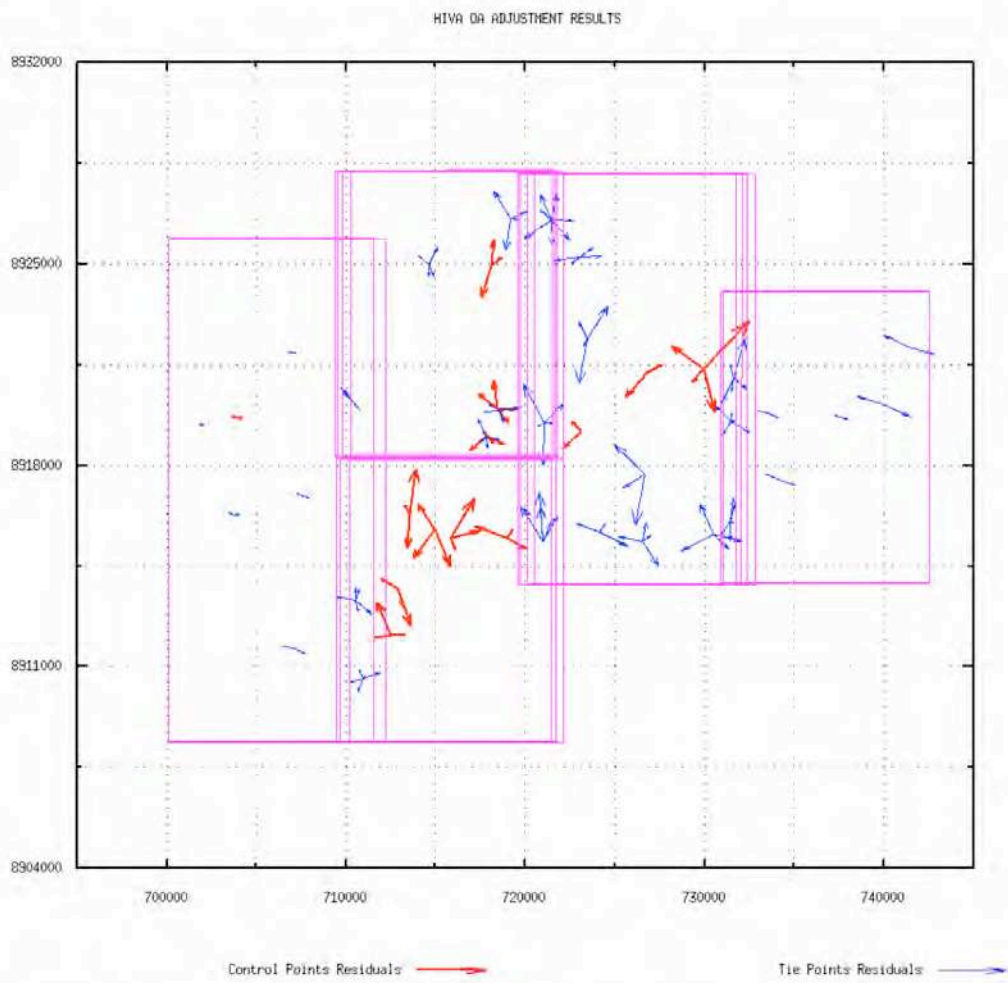 HIVA OA ADJUSTMENT RESULTS
8932000
8925000
8918000
8911000
8904000
700000 710000 720000 730000 740000
Control Points Residuals Tie Points Residuals